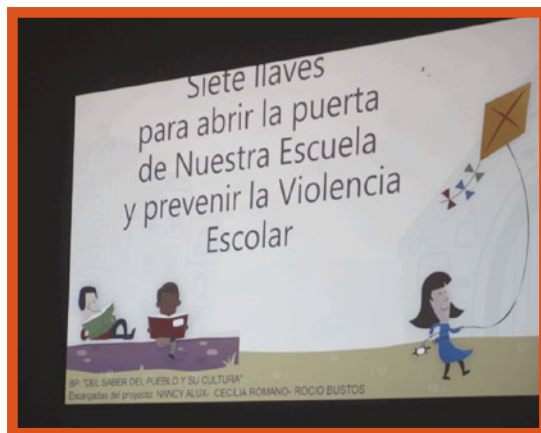 Siete llaves
para abrir la puerta
de Nuestra Escuela
y prevenir la Violencia
Escolar
BP. "DEL SABER DEL PUEBLO Y SU CULTURA"
Encargadas del proyecto: NANCY ALUX- CECILIA ROMANO- ROCIO BUSTOS